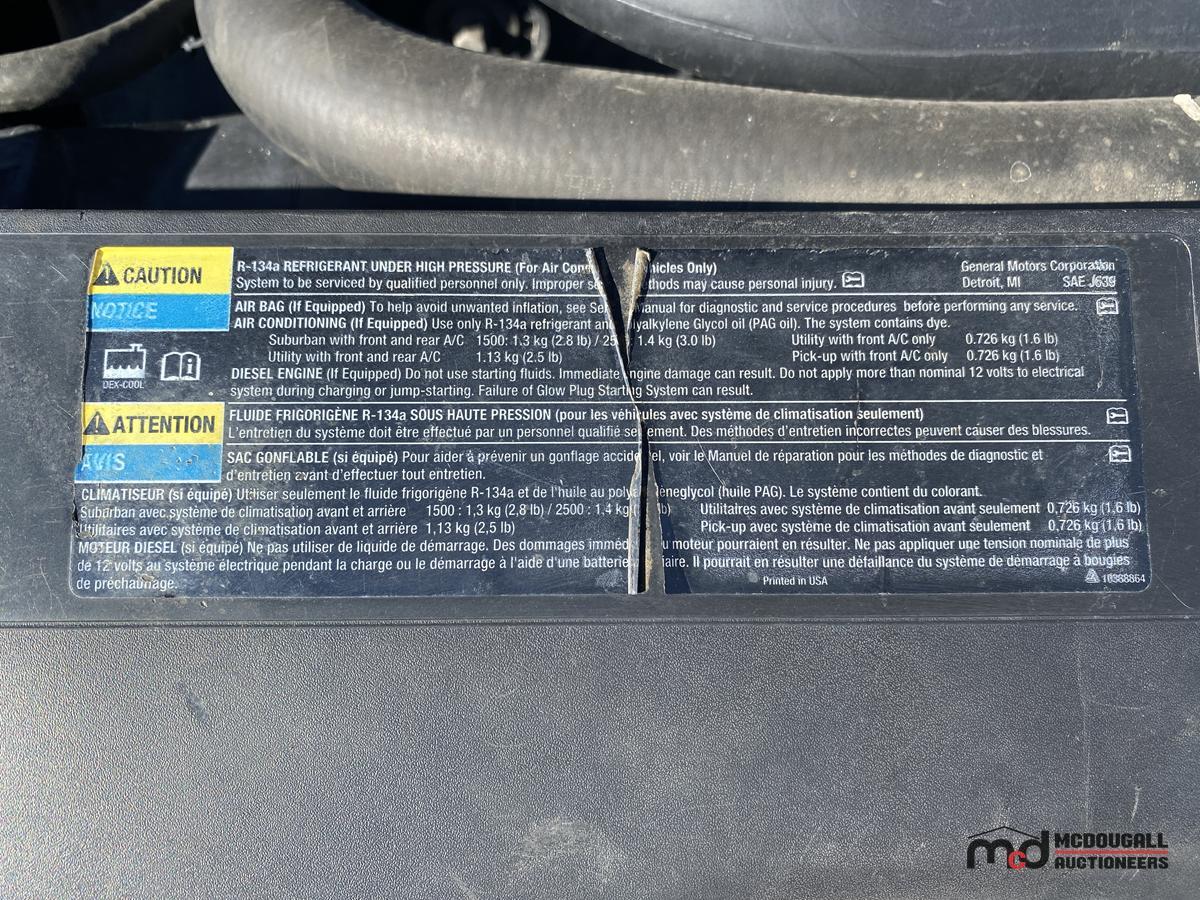 CAUTION
NOTICE
DEX-COOL
R-134a REFRIGERANT UNDER HIGH PRESSURE (For Air Con hicles Only)
System to be serviced by qualified personnel only. Improper se hods may cause personal injury.
General Motors Corporation
Detroit, MI SAE J639
AIR BAG (If Equipped) To help avoid unwanted inflation, see Se anual for diagnostic and service procedures before performing any service.
AIR CONDITIONING (If Equipped) Use only R-134a refrigerant an yalkylene Glycol oil (PAG oil). The system contains dye.
Suburban with front and rear A/C 1500: 1.3 kg (2.8 lb) / 25 1.4 kg (3.0 lb) Utility with front A/C only 0.726 kg (1.6 lb)
Utility with front and rear A/C 1.13 kg (2.5 lb) Pick-up with front A/C only 0.726 kg (1.6 lb)
DIESEL ENGINE (If Equipped) Do not use starting fluids. Immediate engine damage can result. Do not apply more than nominal 12 volts to electrical
system during charging or jump-starting. Failure of Glow Plug Starting System can result.
ATTENTION
AVIS
FLUIDE FRIGORIGÈNE R-134a SOUS HAUTE PRESSION (pour les véhicules avec système de climatisation seulement)
L'entretien du système doit être effectué par un personnel qualifié se ement. Des méthodes d'entretien incorrectes peuvent causer des blessures.
SAC GONFLABLE (si équipé) Pour aider à prévenir un gonflage accide el, voir le Manuel de réparation pour les méthodes de diagnostic et
d'entretien avant d'effectuer tout entretien.
CLIMATISEUR (si équipé) Utiliser seulement le fluide frigorigène R-134a et de l'huile au polya lèneglycol (huile PAG). Le système contient du colorant.
Suburban avec système de climatisation avant et arrière 1500 : 1,3 kg (2,8 lb) / 2500 : 1,4 kg lb) Utilitaires avec système de climatisation avant seulement 0,726 kg (1,6 lb)
Utilitaires avec système de climatisation avant et arrière 1,13 kg (2,5 lb) Pick-up avec système de climatisation avant seulement 0,726 kg (1,6 lb)
MOTEUR DIESEL (si équipé) Ne pas utiliser de liquide de démarrage. Des dommages imméd u moteur pourraient en résulter. Ne pas appliquer une tension nominale de plus
de 12 volts au système électrique pendant la charge ou le démarrage à l'aide d'une batterie aire. Il pourrait en résulter une défaillance du système de démarrage à bougies
de préchauffage.
Printed in USA
10388864
mcd MCDOUGALL
AUCTIONEERS